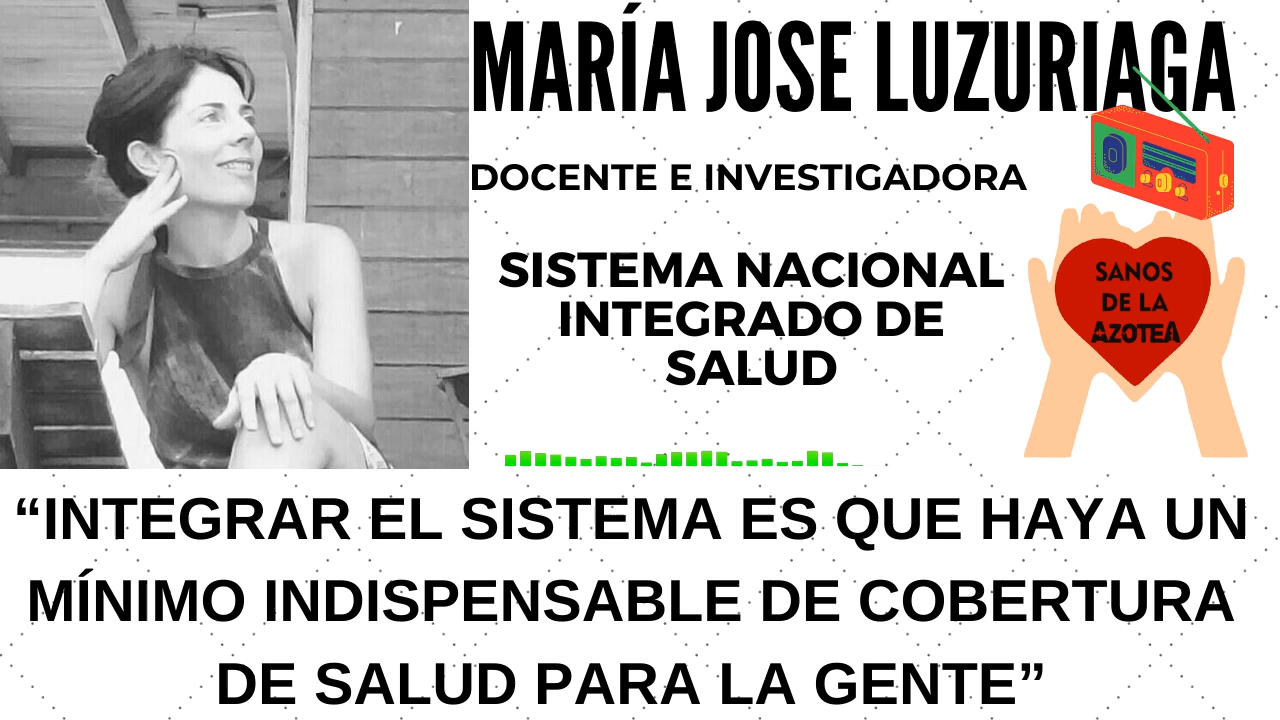 MARÍA JOSE LUZURIAGA
DOCENTE E INVESTIGADORA
SISTEMA NACIONAL
INTEGRADO DE
SALUD
SANOS
DE LA
AZOTEA
“INTEGRAR EL SISTEMA ES QUE HAYA UN
MÍNIMO INDISPENSABLE DE COBERTURA
DE SALUD PARA LA GENTE”